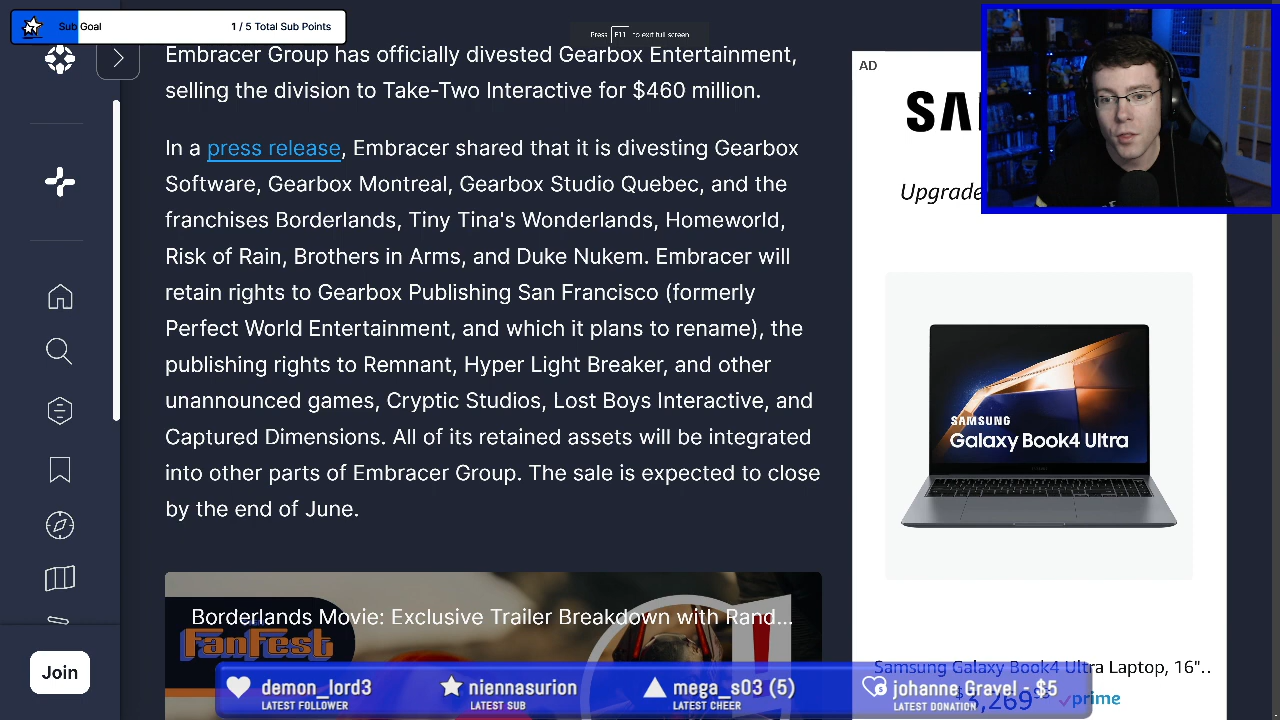 Sub Goal
1 / 5 Total Sub Points
Press F11 to exit full screen
Embracer Group has officially divested Gearbox Entertainment,
selling the division to Take-Two Interactive for $460 million.
In a press release, Embracer shared that it is divesting Gearbox
Software, Gearbox Montreal, Gearbox Studio Quebec, and the
franchises Borderlands, Tiny Tina's Wonderlands, Homeworld,
Risk of Rain, Brothers in Arms, and Duke Nukem. Embracer will
retain rights to Gearbox Publishing San Francisco (formerly
Perfect World Entertainment, and which it plans to rename), the
publishing rights to Remnant, Hyper Light Breaker, and other
unannounced games, Cryptic Studios, Lost Boys Interactive, and
Captured Dimensions. All of its retained assets will be integrated
into other parts of Embracer Group. The sale is expected to close
by the end of June.
Borderlands Movie: Exclusive Trailer Breakdown with Rand...
FanFest
Join
AD
Upgrade
SAMSUNG
Galaxy Book4 Ultra
Samsung Galaxy Book4 Ultra Laptop, 16"..
prime
demon_lord3
LATEST FOLLOWER
niennasurion
LATEST SUB
mega_s03 (5)
LATEST CHEER
johanne Gravel - $5
LATEST DONATION